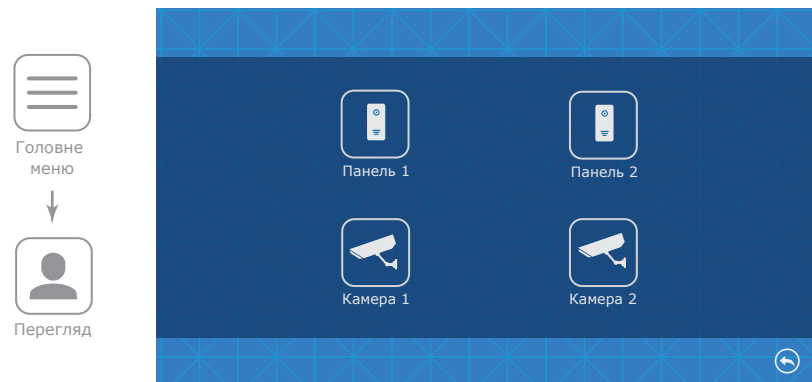 Головне
меню
Перегляд
Панель 1
Панель 2
Камера 1
Камера 2